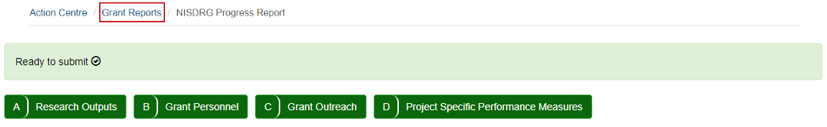 Action Centre / Grant Reports / NISDRG Progress Report
Ready to submit
A Research Outputs B Grant Personnel C Grant Outreach D Project Specific Performance Measures